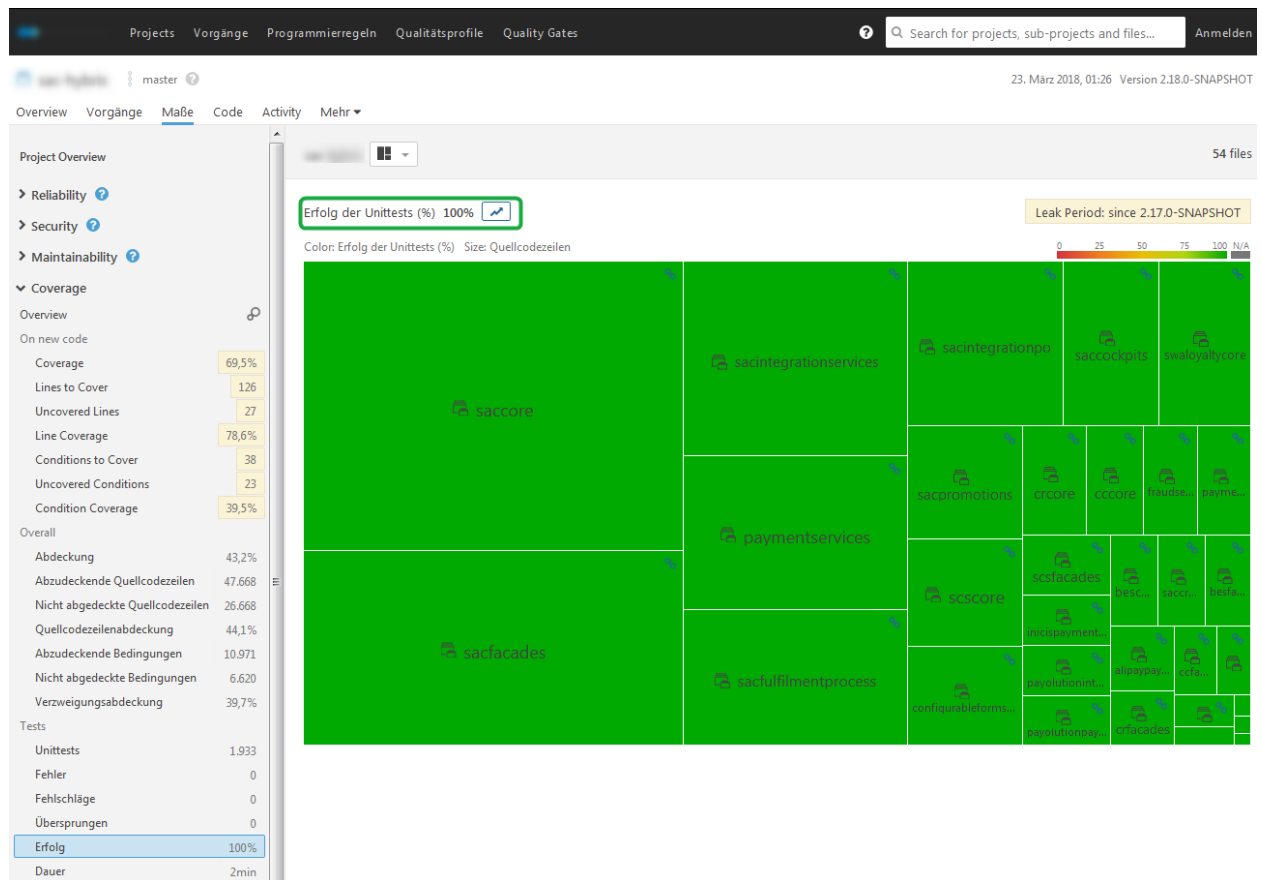 Projects Vorgänge Programmierregeln Qualitätsprofile Quality Gates
Search for projects, sub-projects and files...
Anmelden
master
23. März 2018, 01:26 Version 2.18.0-SNAPSHOT
Overview Vorgänge Maße Code Activity Mehr
Project Overview
Reliability
Security
Maintainability
Coverage
Overview
On new code
Coverage 69,5%
Lines to Cover 126
Uncovered Lines 27
Line Coverage 78,6%
Conditions to Cover 38
Uncovered Conditions 23
Condition Coverage 39,5%
Overall
Abdeckung 43,2%
Abzudeckende Quellcodezeilen 47.668
Nicht abgedeckte Quellcodezeilen 26.668
Quellcodezeilenabdeckung 44,1%
Abzudeckende Bedingungen 10.971
Nicht abgedeckte Bedingungen 6.620
Verzweigungsabdeckung 39,7%
Tests
Unittests 1.933
Fehler 0
Fehlschläge 0
Übersprungen 0
Erfolg 100%
Dauer 2min
54 files
Erfolg der Unittests (%) 100%
Leak Period: since 2.17.0-SNAPSHOT
Color: Erfolg der Unittests (%) Size: Quellcodezeilen
0 25 50 75 100 N/A
saccore
sacfacades
sacintegrationservices
paymentservices
sacfulfilmentprocess
sacintegrationpo
saccockpits
swaloyaltycore
sacpromotions
crcore
cccore
fraudse...
payme...
scscore
scsfacades
besc...
saccr...
besfa...
inicispayment...
configurableforms...
payolutionint...
alipaypay...
ccfa...
payolutionpay...
crfacades